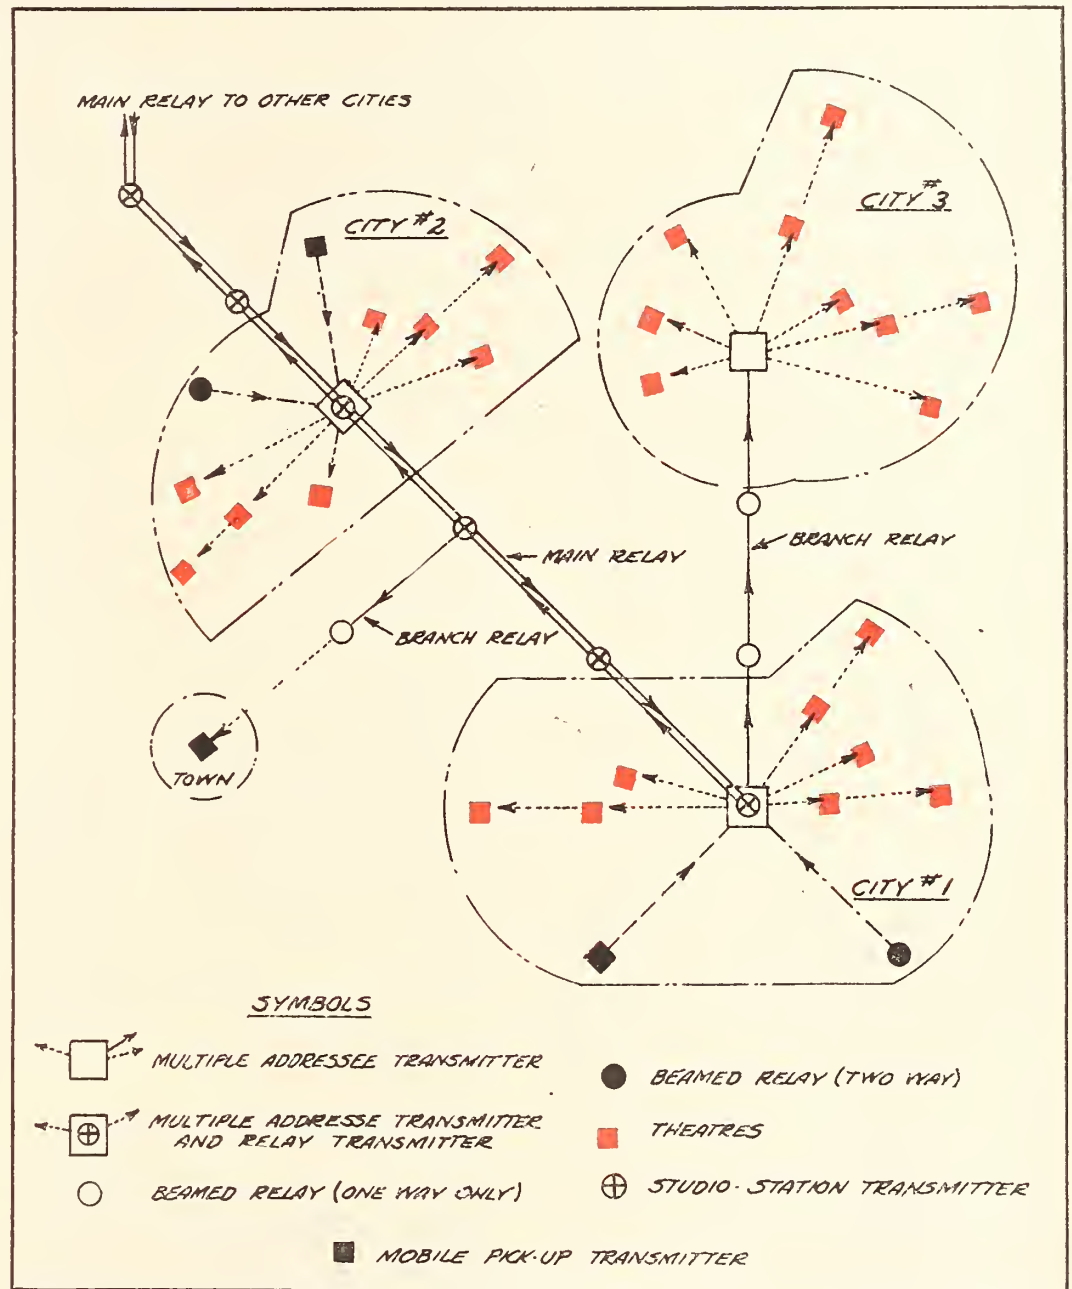 MAIN RELAY TO OTHER CITIES
CITY #2
CITY #3
MAIN RELAY
BRANCH RELAY
BRANCH RELAY
TOWN
CITY #1
SYMBOLS
MULTIPLE ADDRESSEE TRANSMITTER
MULTIPLE ADDRESSE TRANSMITTER
AND RELAY TRANSMITTER
BEAMED RELAY (ONE WAY ONLY)
BEAMED RELAY (TWO WAY)
THEATRES
STUDIO-STATION TRANSMITTER
MOBILE PICK-UP TRANSMITTER